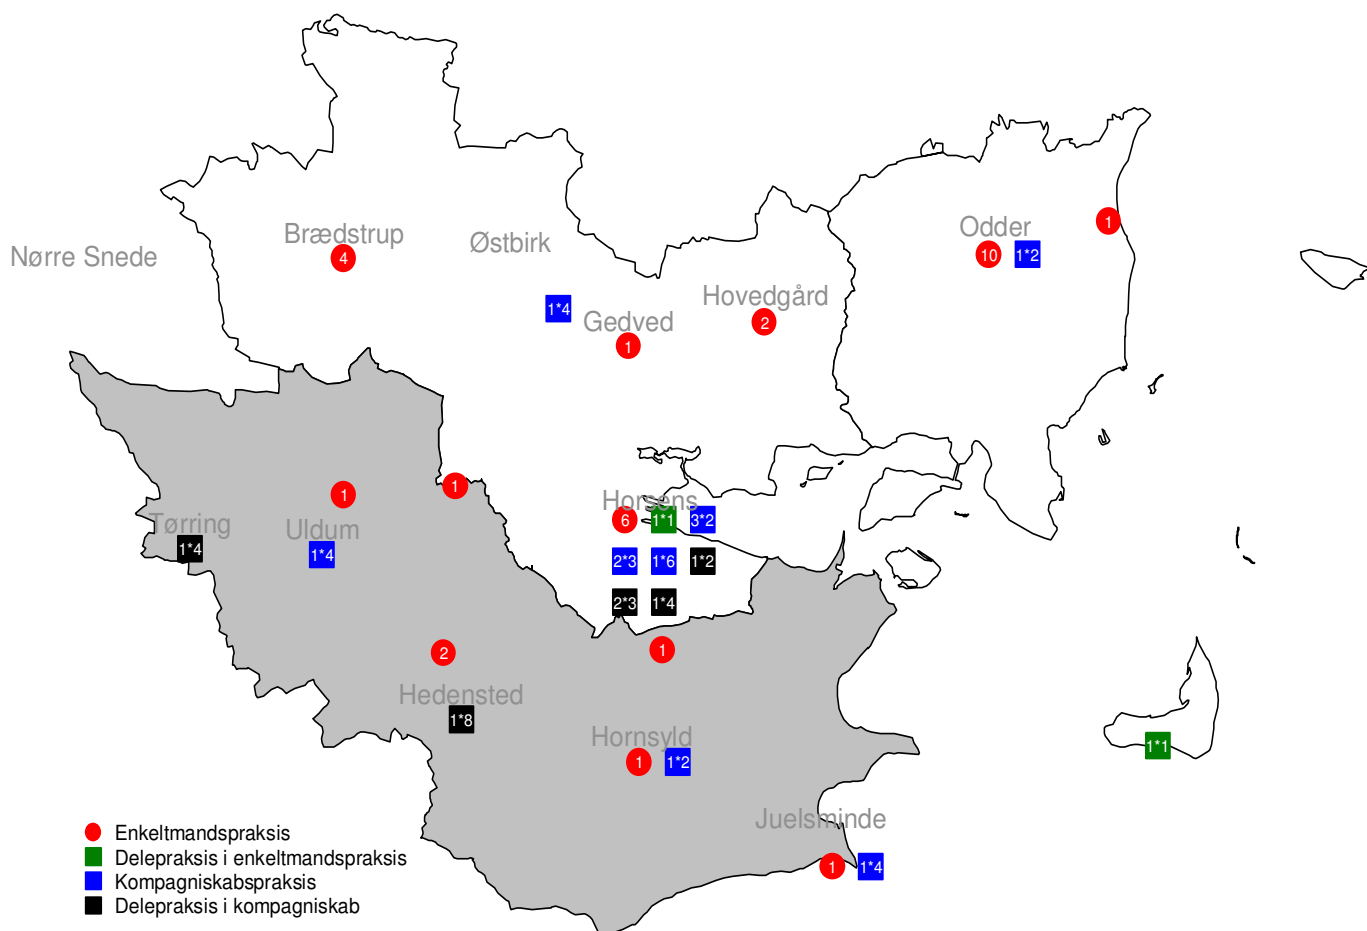 1
Odder
Brædstrup
Østbirk
Nørre Snede
4
10
1*2
Hovedgård
1*4
Gedved
2
1
1
1
Horsens
6
1*1
3*2
Tørring
Uldum
1*4
1*4
2*3
1*6
1*2
2*3
1*4
2
1
Hedensted
1*8
Hornsyld
1
1*2
1*1
Juelsminde
1
1*4
Enkeltmandspraksis
Delepraksis i enkeltmandspraksis
Kompagniskabspraksis
Delepraksis i kompagniskab